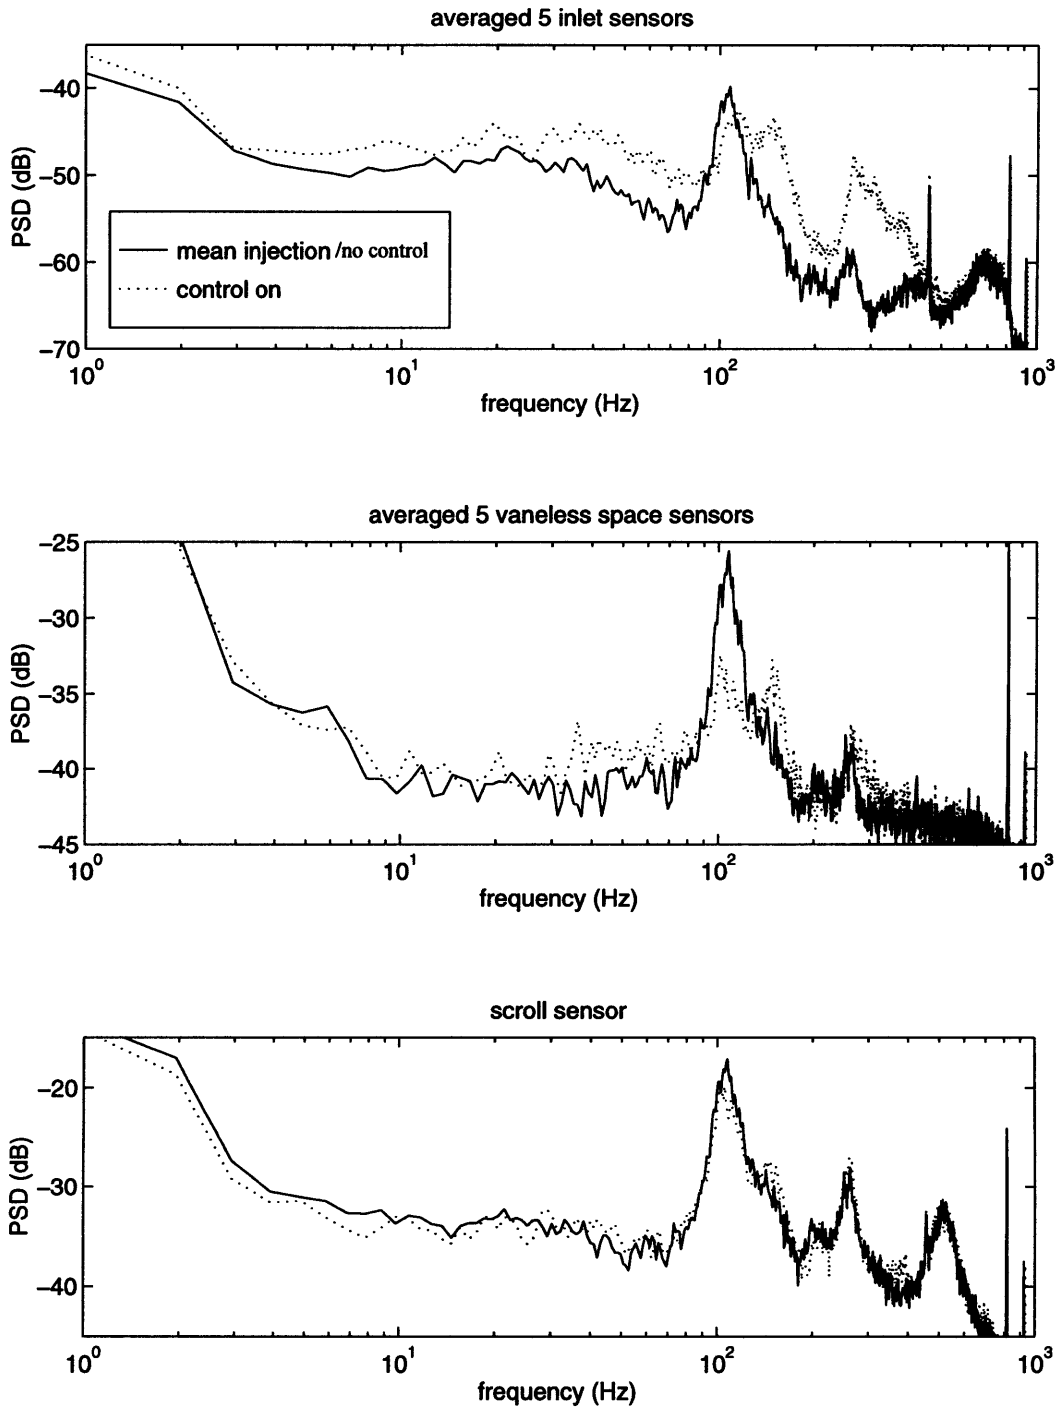 averaged 5 inlet sensors
PSD (dB)
−40
−50
−60
−70
mean injection /no control
control on
10^0 10^1 10^2 10^3
frequency (Hz)
averaged 5 vaneless space sensors
PSD (dB)
−25
−30
−35
−40
−45
10^0 10^1 10^2 10^3
frequency (Hz)
scroll sensor
PSD (dB)
−20
−30
−40
10^0 10^1 10^2 10^3
frequency (Hz)